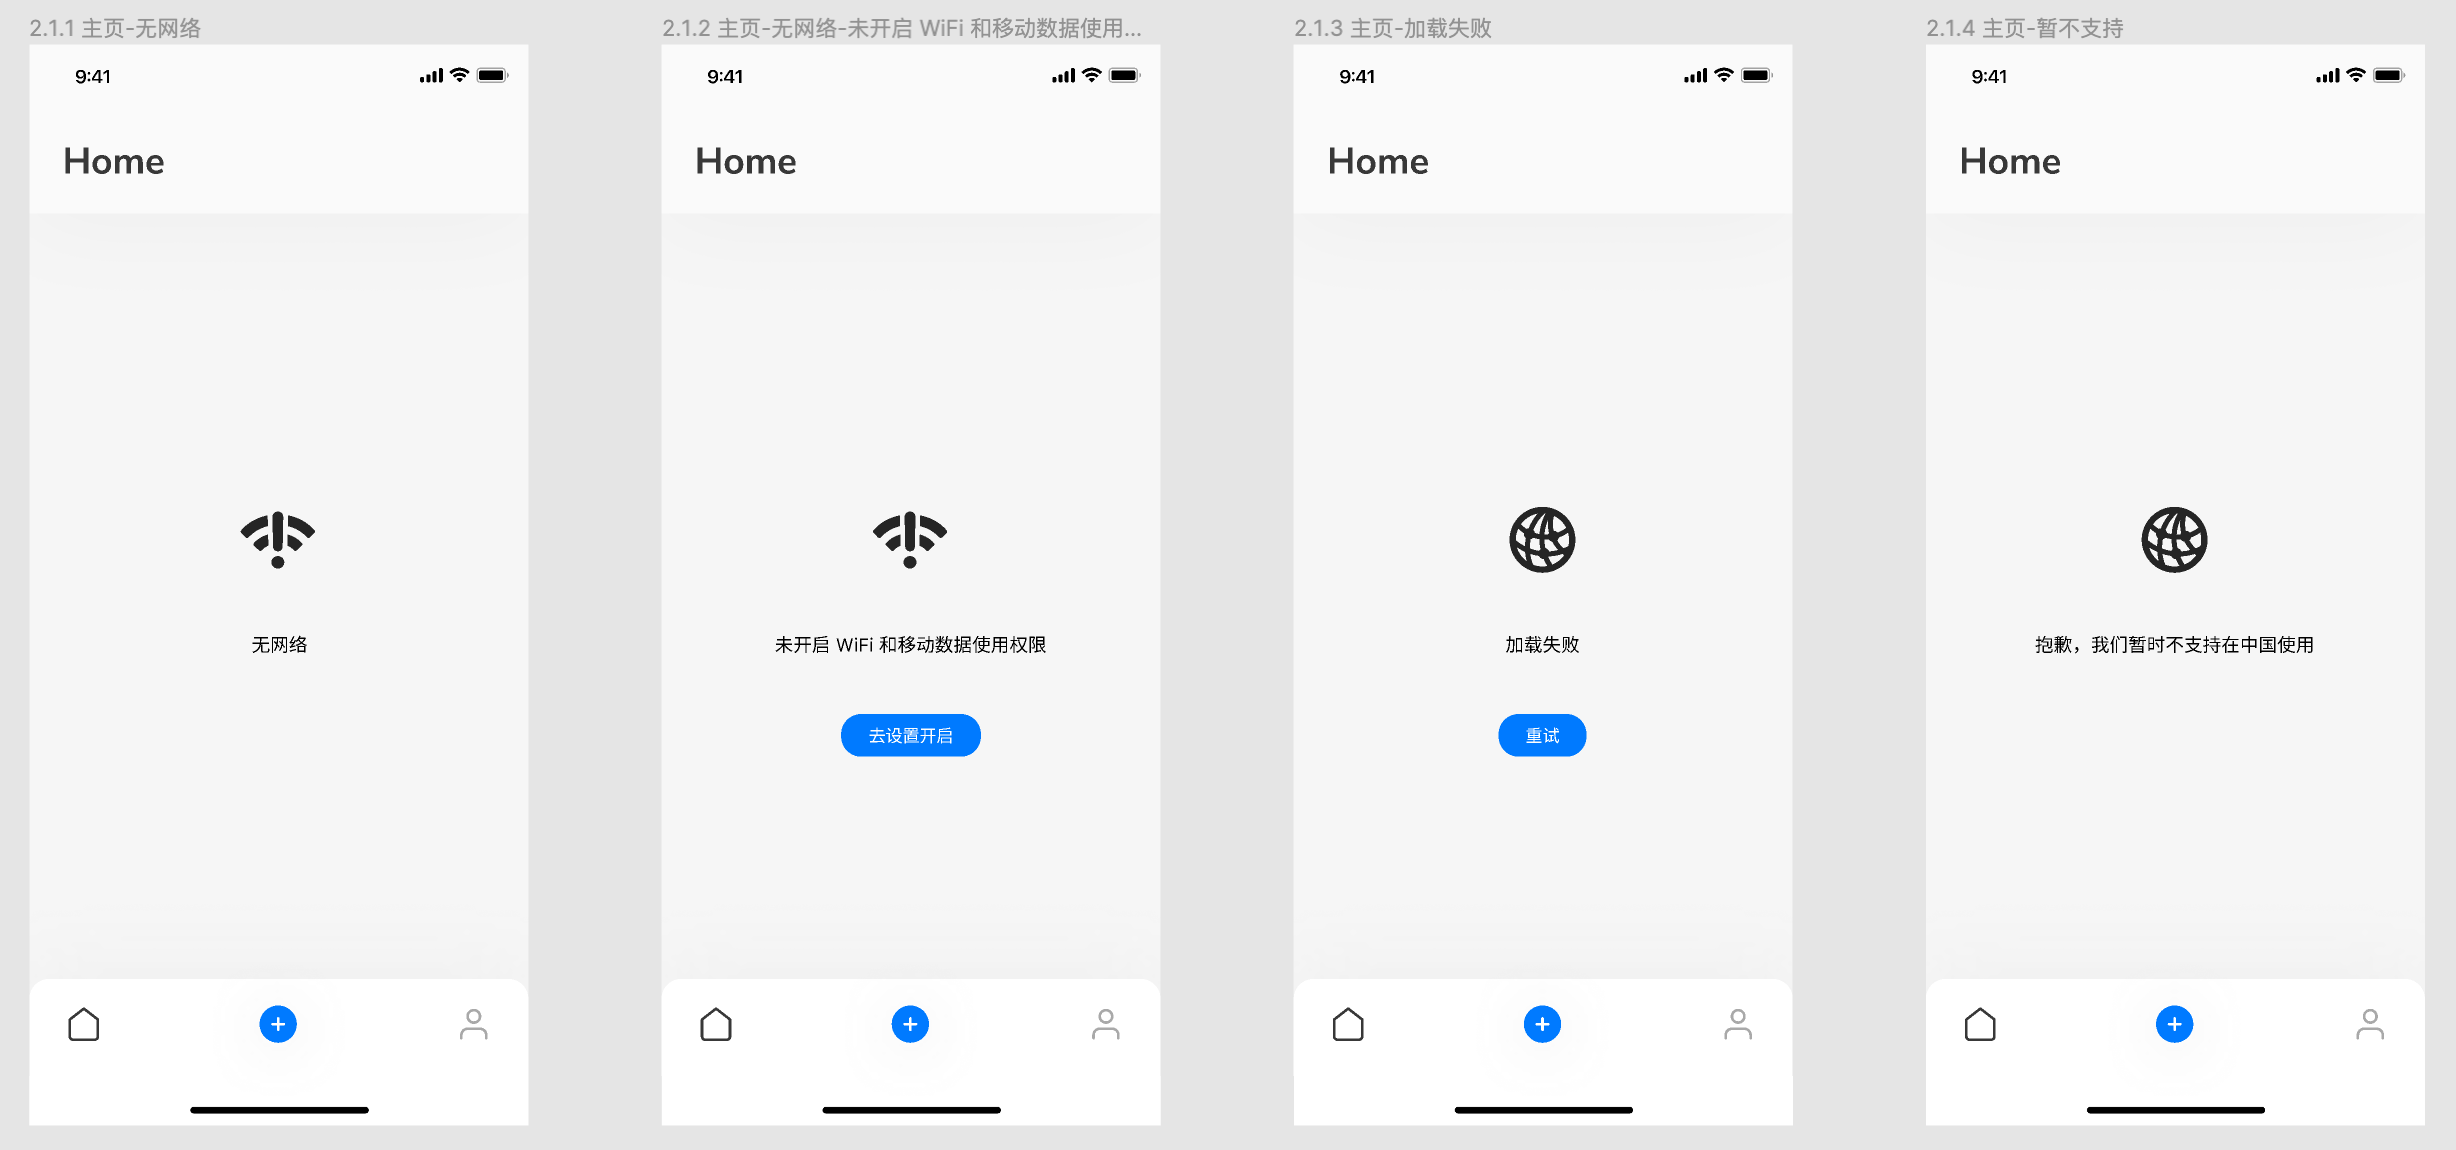 2.1.1 主页-无网络
9:41
Home
无网络
2.1.2 主页-无网络-未开启 WiFi 和移动数据使用...
9:41
Home
未开启 WiFi 和移动数据使用权限
去设置开启
2.1.3 主页-加载失败
9:41
Home
加载失败
重试
2.1.4 主页-暂不支持
9:41
Home
抱歉，我们暂时不支持在中国使用